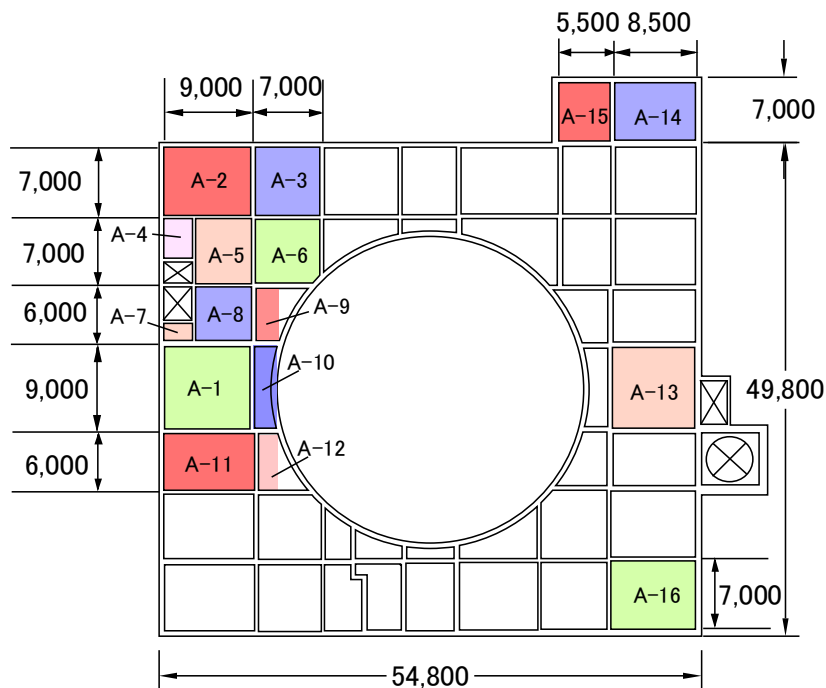 5,500 8,500
9,000 7,000
7,000
A-15 A-14
7,000
A-2 A-3
A-4
7,000
A-5 A-6
6,000
A-7
A-8 A-9
A-10
9,000
A-1
A-13
49,800
6,000
A-11 A-12
A-16
7,000
54,800